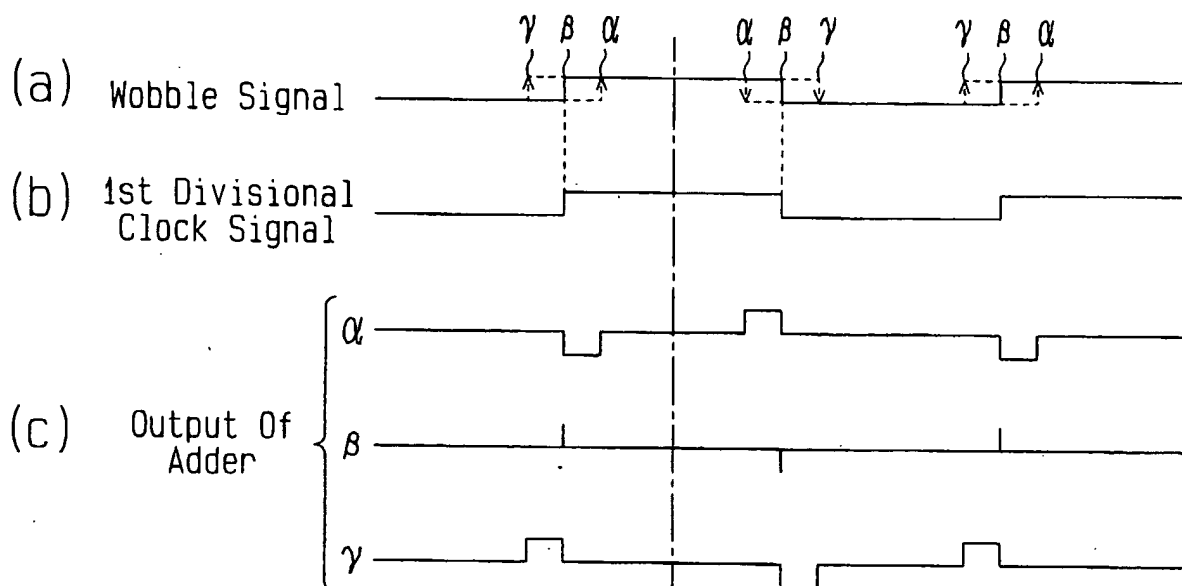 γ β α α β γ γ β α
(a) Wobble Signal
(b) 1st Divisional
Clock Signal
α
(c) Output Of
Adder
β
γ